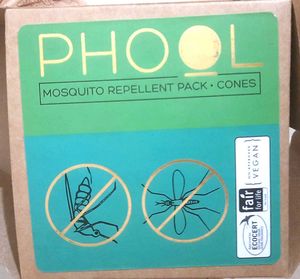 PHOOL
MOSQUITO REPELLENT PACK • CONES
VEGAN
fair
for life
ECOCERT